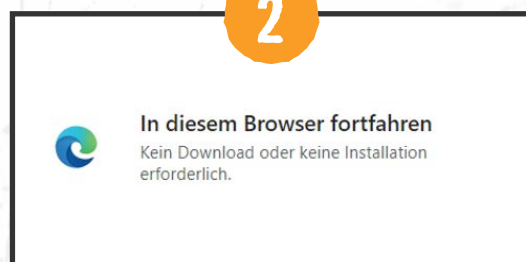 2
In diesem Browser fortfahren
Kein Download oder keine Installation
erforderlich.